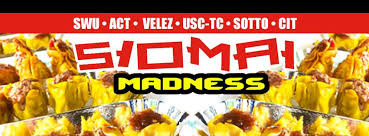 SWU • ACT • VELEZ • USC-TC • SOTTO • CIT
SIOMAI
MADNESS